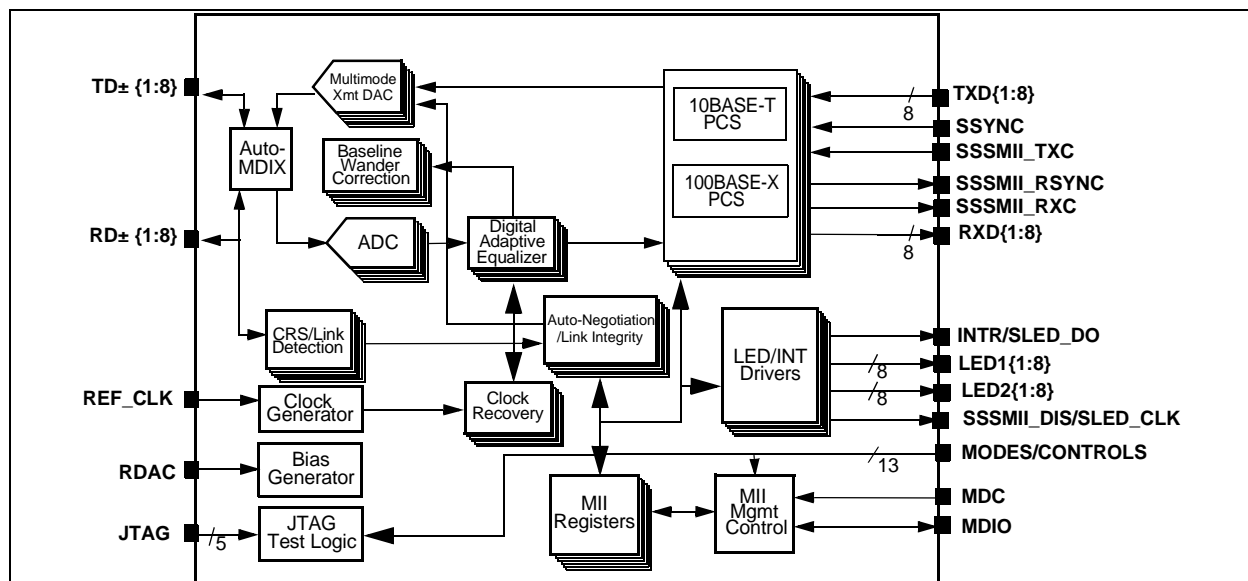 TD± {1:8}
RD± {1:8}
REF_CLK
RDAC
JTAG
5
Auto-
MDIX
Multimode
Xmt DAC
Baseline
Wander
Correction
ADC
Digital
Adaptive
Equalizer
CRS/Link
Detection
Auto-Negotiation
/Link Integrity
Clock
Generator
Clock
Recovery
Bias
Generator
JTAG
Test Logic
MII
Registers
MII
Mgmt
Control
10BASE-T
PCS
100BASE-X
PCS
LED/INT
Drivers
TXD{1:8}
8
SSYNC
SSSMII_TXC
SSSMII_RSYNC
SSSMII_RXC
RXD{1:8}
8
INTR/SLED_DO
LED1{1:8}
8
LED2{1:8}
8
SSSMII_DIS/SLED_CLK
MODES/CONTROLS
13
MDC
MDIO